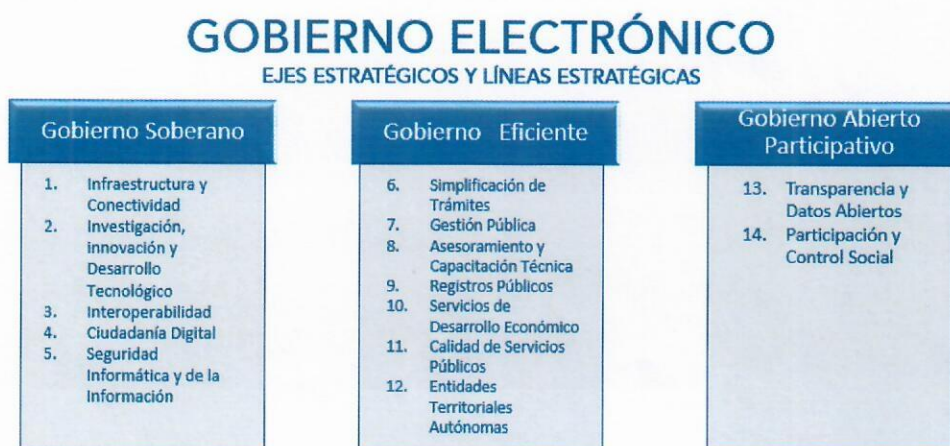 GOBIERNO ELECTRÓNICO
EJES ESTRATÉGICOS Y LÍNEAS ESTRATÉGICAS
Gobierno Soberano
1. Infraestructura y
Conectividad
2. Investigación,
innovación y
Desarrollo
Tecnológico
3. Interoperabilidad
4. Ciudadanía Digital
5. Seguridad
Informática y de la
Información
Gobierno Eficiente
6. Simplificación de
Trámites
7. Gestión Pública
8. Asesoramiento y
Capacitación Técnica
9. Registros Públicos
10. Servicios de
Desarrollo Económico
11. Calidad de Servicios
Públicos
12. Entidades
Territoriales
Autónomas
Gobierno Abierto
Participativo
13. Transparencia y
Datos Abiertos
14. Participación y
Control Social